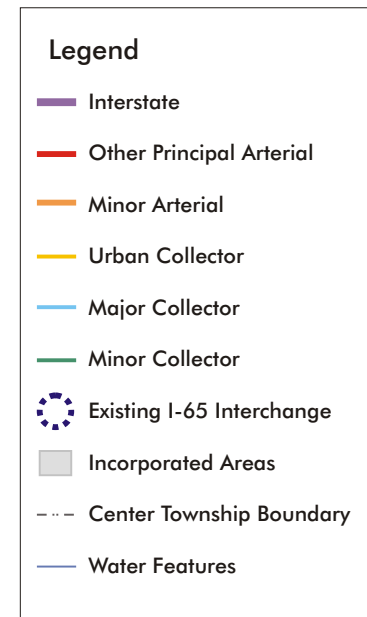 Legend
Interstate
Other Principal Arterial
Minor Arterial
Urban Collector
Major Collector
Minor Collector
Existing I-65 Interchange
Incorporated Areas
Center Township Boundary
Water Features